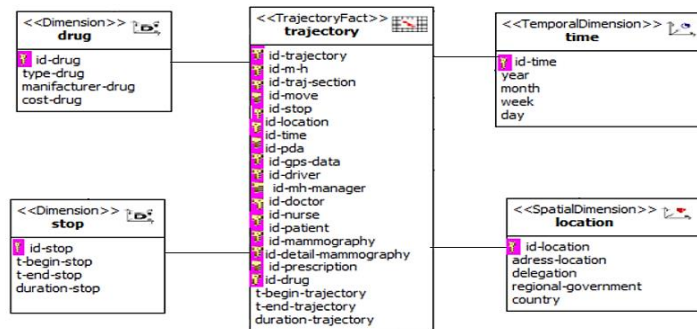 <<Dimension>>
drug
id-drug
type-drug
manifacturer-drug
cost-drug
<<TrajectoryFact>>
trajectory
id-trajectory
id-m-h
id-traj-section
id-move
id-stop
id-location
id-time
id-pda
id-gps-data
id-driver
id-mh-manager
id-doctor
id-nurse
id-patient
id-mammography
id-detail-mammography
id-prescription
id-drug
t-begin-trajectory
t-end-trajectory
duration-trajectory
<<TemporalDimension>>
time
id-time
year
month
week
day
<<Dimension>>
stop
id-stop
t-begin-stop
t-end-stop
duration-stop
<<SpatialDimension>>
location
id-location
adress-location
delegation
regional-government
country